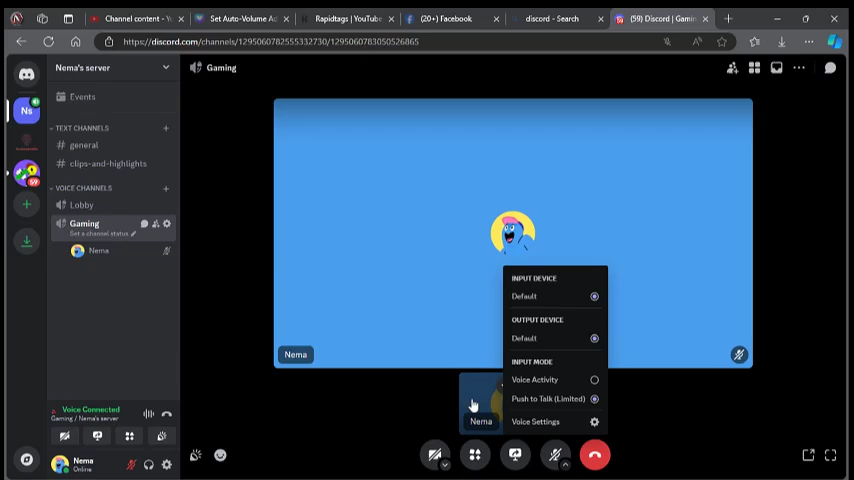 Channel content - Y
Set Auto-Volume Ad
Rapidtags | YouTube
(20+) Facebook
discord - Search
(59) Discord | Gamin
https://discord.com/channels/1295060782555332730/1295060783050526865
Nema's server
Gaming
Events
TEXT CHANNELS
general
clips-and-highlights
VOICE CHANNELS
Lobby
Gaming
Set a channel status
Nema
Ns
59
INPUT DEVICE
Default
OUTPUT DEVICE
Default
INPUT MODE
Voice Activity
Push to Talk (Limited)
Voice Settings
Nema
Nema
Voice Connected
Gaming / Nema's server
Nema
Online